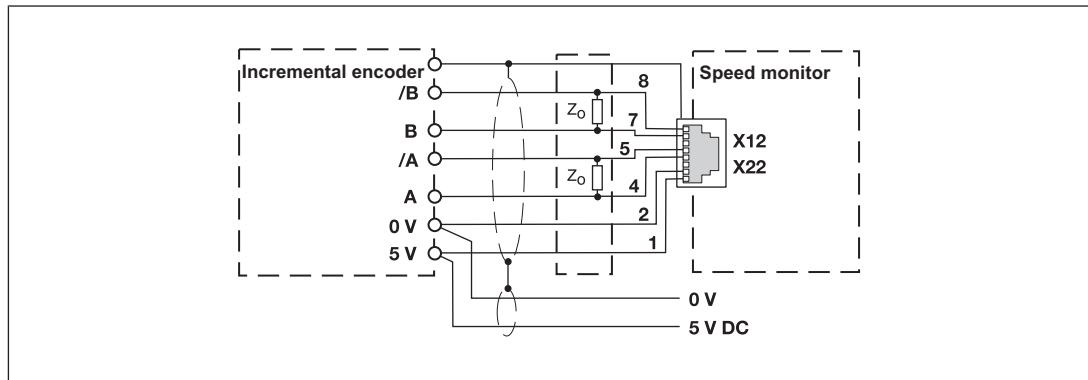 Incremental encoder
Speed monitor
/B
8
Z₀
B
7
X12
/A
5
X22
Z₀
A
4
0 V
2
5 V
1
0 V
5 V DC